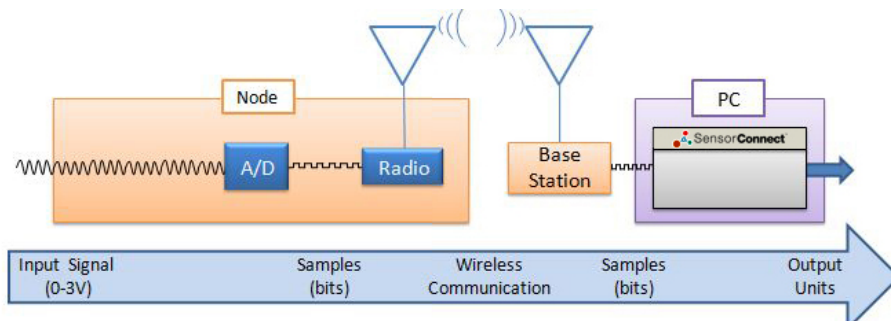 Node
PC
SensorConnect
A/D
Radio
Base
Station
Input Signal
(0-3V)
Samples
(bits)
Wireless
Communication
Samples
(bits)
Output
Units